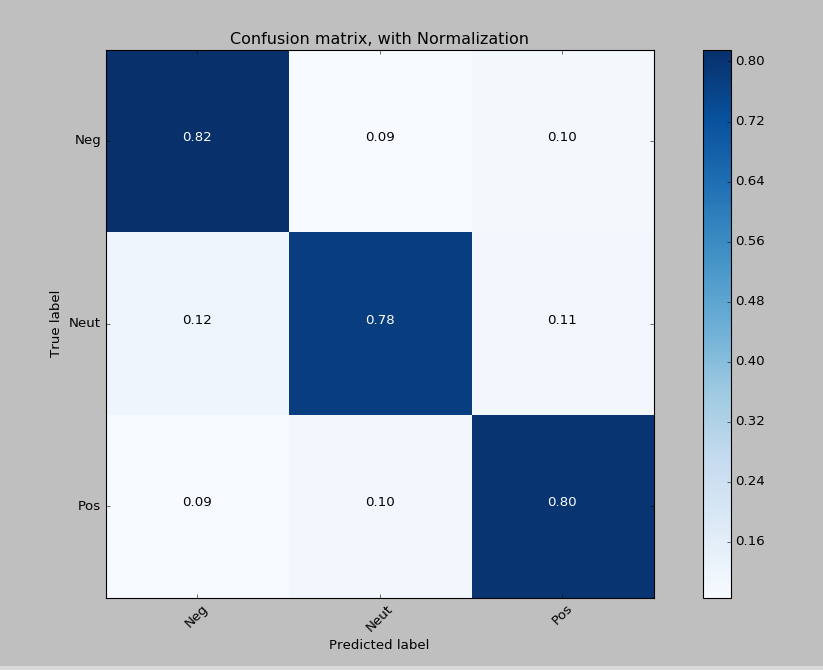 Confusion matrix, with Normalization
Neg 0.82 0.09 0.10
Neut 0.12 0.78 0.11
Pos 0.09 0.10 0.80
Neg Neut Pos
True label
Predicted label
0.80
0.72
0.64
0.56
0.48
0.40
0.32
0.24
0.16